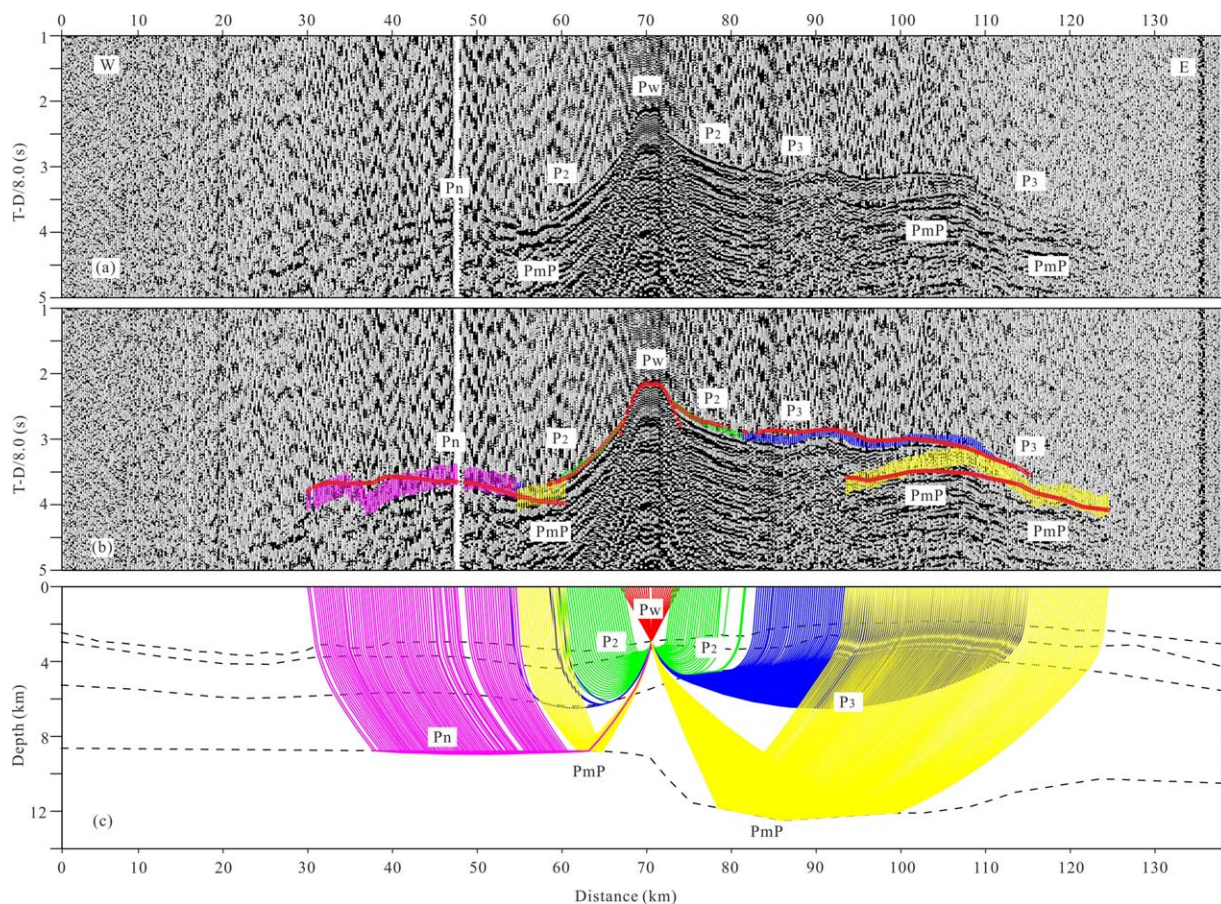 0 10 20 30 40 50 60 70 80 90 100 110 120 130
1
W
E
Pw
2
P2
T-D/8.0 (s)
3
P3
P2
Pn
P3
4
PmP
PmP
PmP
(a)
5
1
Pw
2
P2
T-D/8.0 (s)
P3
3
Pn
P2
P3
4
PmP
PmP
PmP
(b)
5
0
Pw
P2
P2
4
Depth (km)
P3
Pn
8
PmP
12
(c)
PmP
0 10 20 30 40 50 60 70 80 90 100 110 120 130
Distance (km)